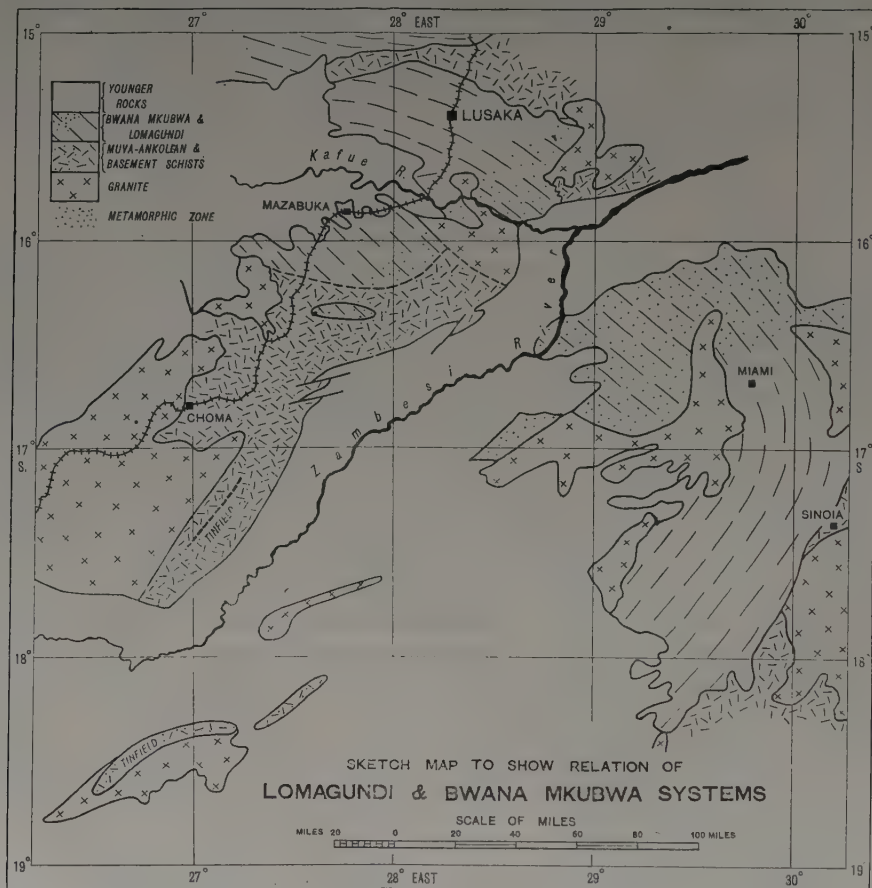 27° 28° EAST 29° 30°
15° 15°
YOUNGER
ROCKS
BWANA MKUBWA &
LOMAGUNDI
MUVA-ANKOLEAN &
BASEMENT SCHISTS
GRANITE
METAMORPHIC ZONE
LUSAKA
Kafue R.
MAZABUKA
16° 16°
Zambesi River
MIAMI
CHOMA
17° 17°
S. S.
TINFIELD
SINOIA
18° 18°
TINFIELD
SKETCH MAP TO SHOW RELATION OF
LOMAGUNDI & BWANA MKUBWA SYSTEMS
SCALE OF MILES
MILES 20 0 20 40 60 80 100 MILES
19° 19°
27° 28° EAST 29° 30°